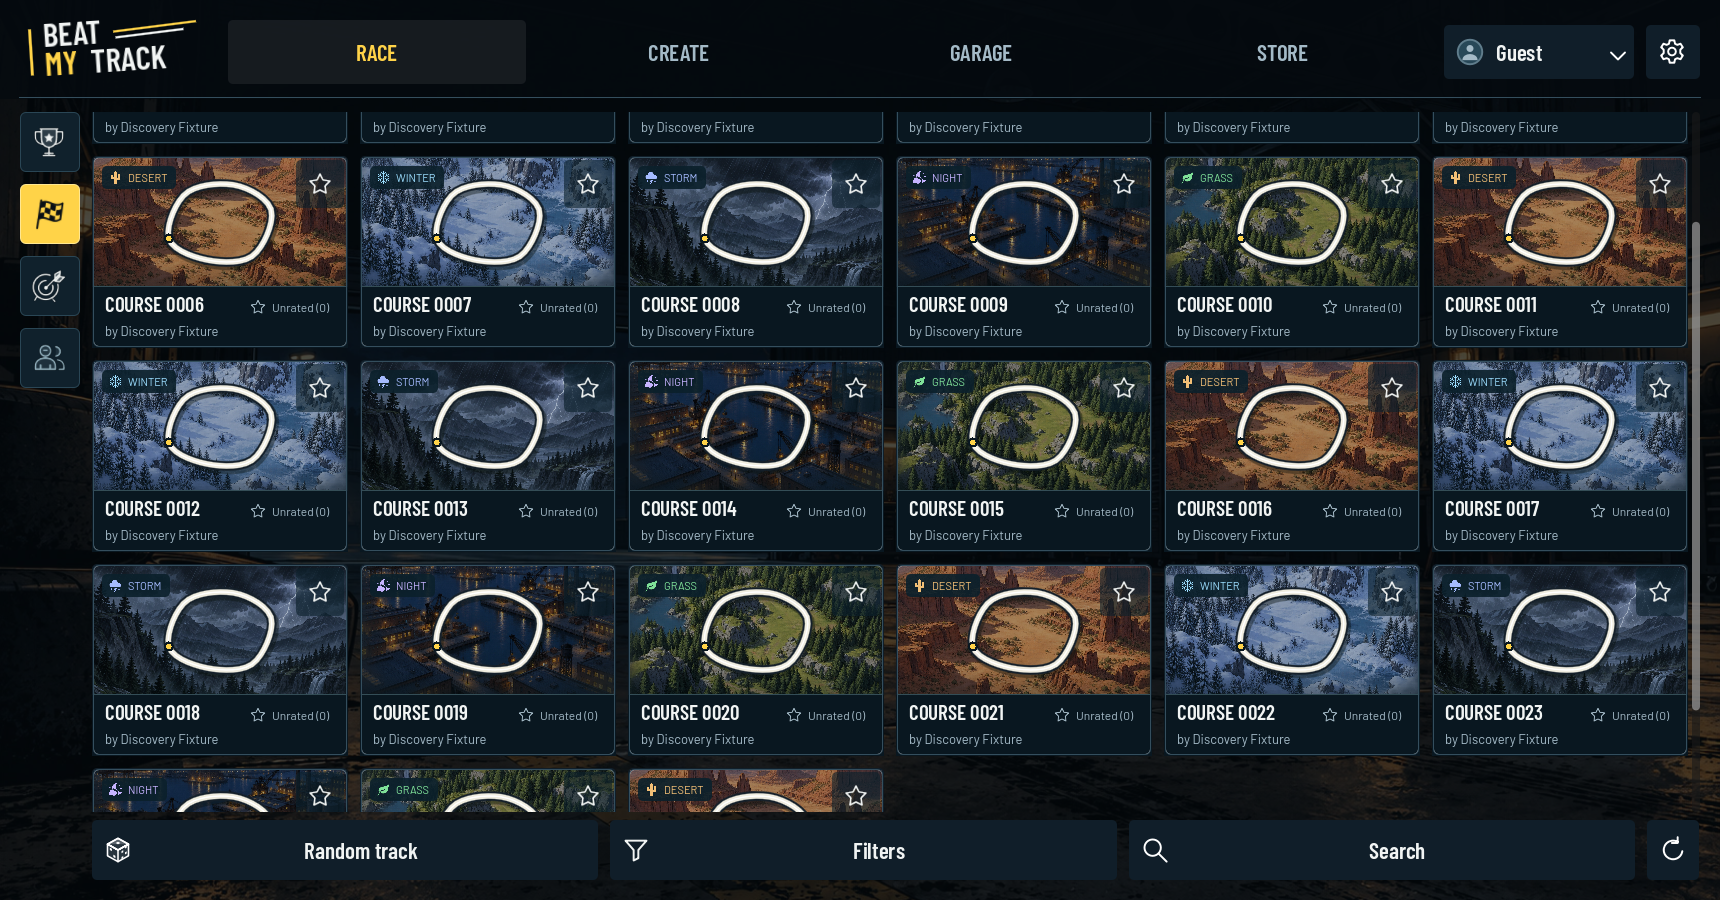 BEAT
MY TRACK
RACE
CREATE
GARAGE
STORE
Guest
by Discovery Fixture
by Discovery Fixture
by Discovery Fixture
by Discovery Fixture
by Discovery Fixture
by Discovery Fixture
DESERT
WINTER
STORM
NIGHT
GRASS
DESERT
COURSE 0006 Unrated (0)
by Discovery Fixture
COURSE 0007 Unrated (0)
by Discovery Fixture
COURSE 0008 Unrated (0)
by Discovery Fixture
COURSE 0009 Unrated (0)
by Discovery Fixture
COURSE 0010 Unrated (0)
by Discovery Fixture
COURSE 0011 Unrated (0)
by Discovery Fixture
WINTER
STORM
NIGHT
GRASS
DESERT
WINTER
COURSE 0012 Unrated (0)
by Discovery Fixture
COURSE 0013 Unrated (0)
by Discovery Fixture
COURSE 0014 Unrated (0)
by Discovery Fixture
COURSE 0015 Unrated (0)
by Discovery Fixture
COURSE 0016 Unrated (0)
by Discovery Fixture
COURSE 0017 Unrated (0)
by Discovery Fixture
STORM
NIGHT
GRASS
DESERT
WINTER
STORM
COURSE 0018 Unrated (0)
by Discovery Fixture
COURSE 0019 Unrated (0)
by Discovery Fixture
COURSE 0020 Unrated (0)
by Discovery Fixture
COURSE 0021 Unrated (0)
by Discovery Fixture
COURSE 0022 Unrated (0)
by Discovery Fixture
COURSE 0023 Unrated (0)
by Discovery Fixture
NIGHT
GRASS
DESERT
Random track
Filters
Search